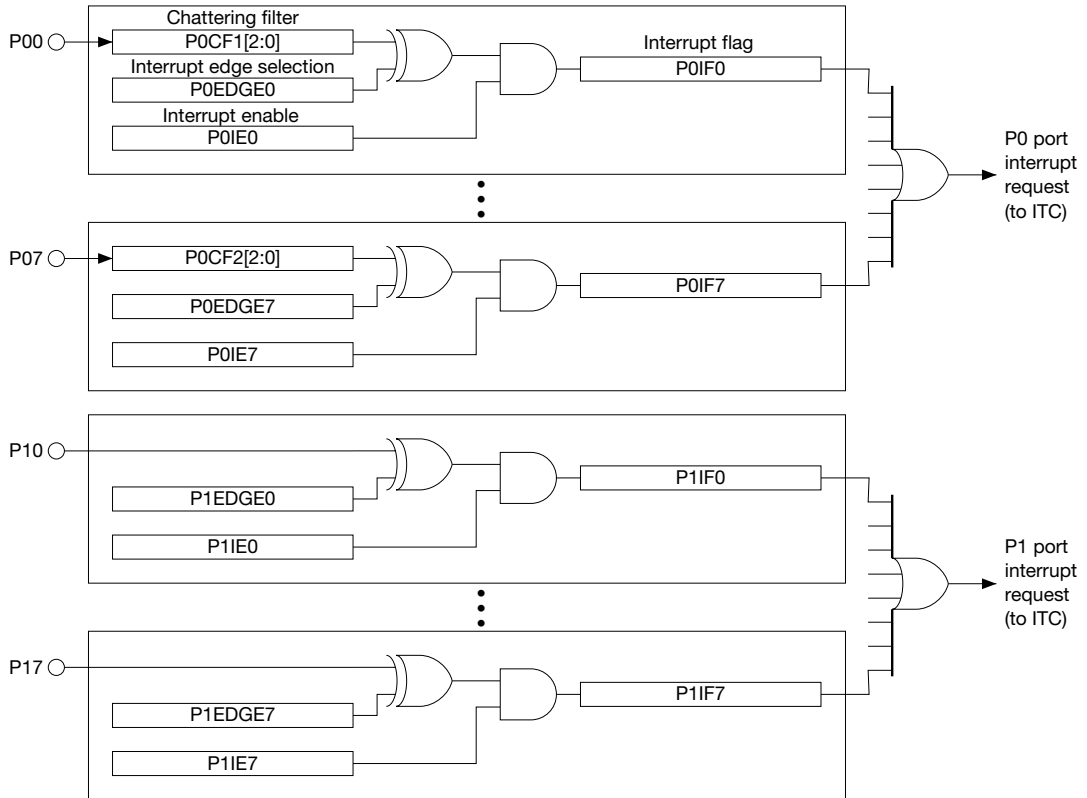 Chattering filter
P00
P0CF1[2:0]
Interrupt edge selection
P0EDGE0
Interrupt enable
P0IE0
Interrupt flag
P0IF0
P07
P0CF2[2:0]
P0EDGE7
P0IE7
P0IF7
P0 port
interrupt
request
(to ITC)
P10
P1EDGE0
P1IE0
P1IF0
P17
P1EDGE7
P1IE7
P1IF7
P1 port
interrupt
request
(to ITC)